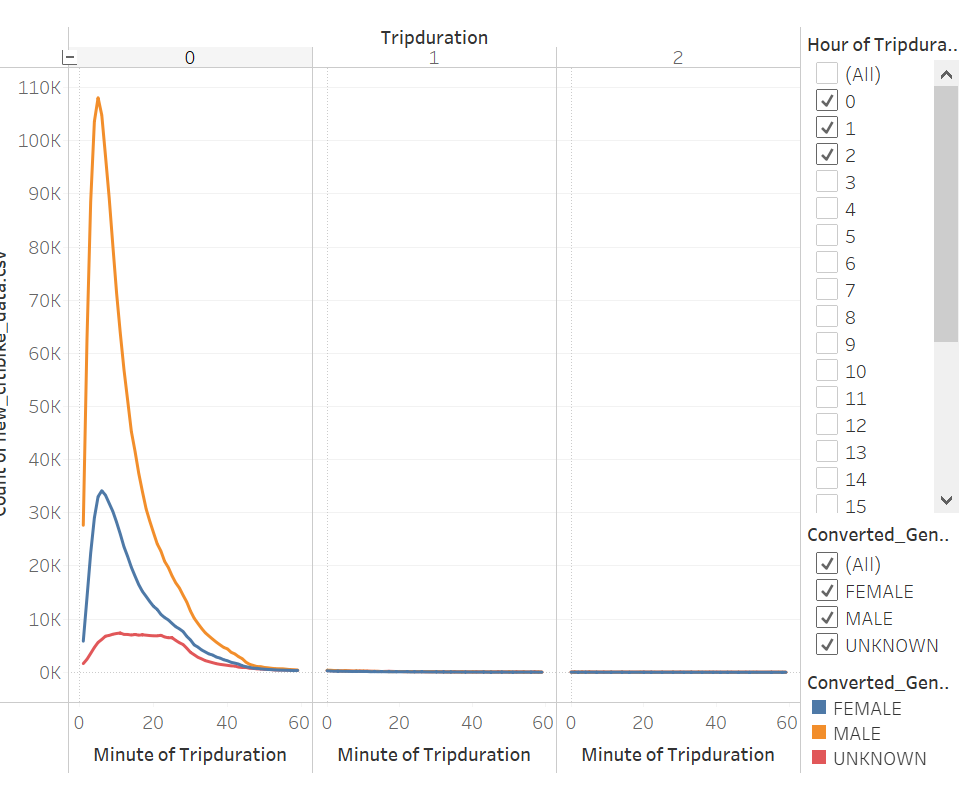 Tripduration
0
1
2
Count of new_citibike_data.csv
110K
100K
90K
80K
70K
60K
50K
40K
30K
20K
10K
0K
0 20 40 60
0 20 40 60
0 20 40 60
Minute of Tripduration
Minute of Tripduration
Minute of Tripduration
Hour of Tripdura..
(All)
0
1
2
3
4
5
6
7
8
9
10
11
12
13
14
15
Converted_Gen..
(All)
FEMALE
MALE
UNKNOWN
Converted_Gen..
FEMALE
MALE
UNKNOWN